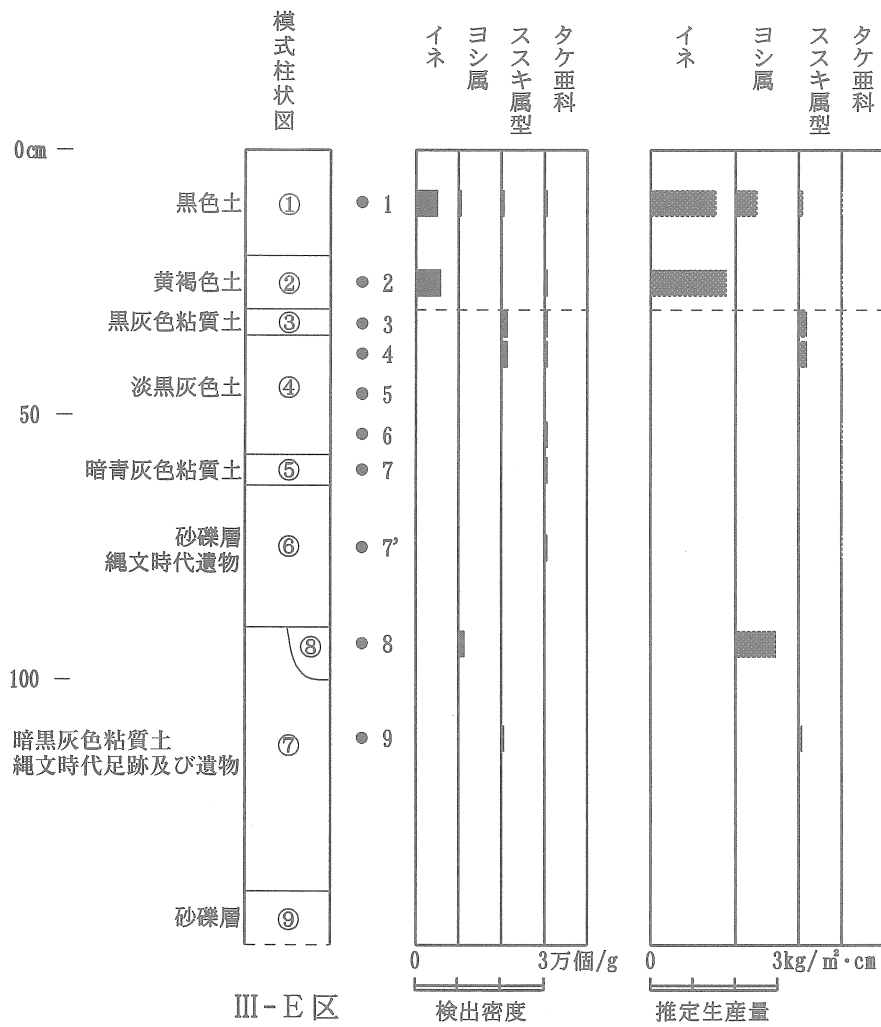 模式柱状図
イネ
ヨシ属
ススキ属型
タケ亜科
イネ
ヨシ属
ススキ属型
タケ亜科
0cm
黒色土 ① 1
黄褐色土 ② 2
黒灰色粘質土 ③ 3
4
淡黒灰色土 ④ 5
50
6
暗青灰色粘質土 ⑤ 7
砂礫層
縄文時代遺物 ⑥ 7’
⑧ 8
100
暗黒灰色粘質土 ⑦ 9
縄文時代足跡及び遺物
砂礫層 ⑨
0 3万個/g 0 3kg/㎡・cm
III-E区 検出密度 推定生産量